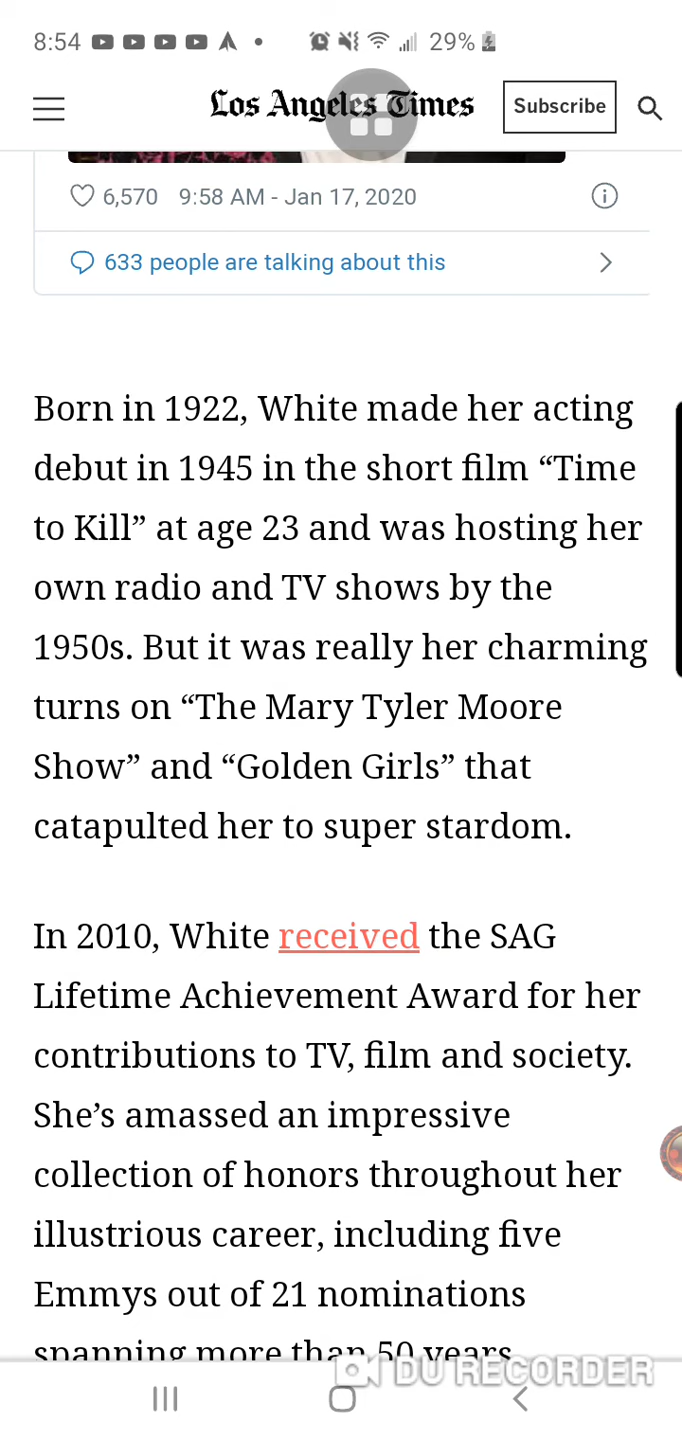 8:54 29%
Los Angeles Times Subscribe
6,570 9:58 AM - Jan 17, 2020
633 people are talking about this
Born in 1922, White made her acting
debut in 1945 in the short film “Time
to Kill” at age 23 and was hosting her
own radio and TV shows by the
1950s. But it was really her charming
turns on “The Mary Tyler Moore
Show” and “Golden Girls” that
catapulted her to super stardom.
In 2010, White received the SAG
Lifetime Achievement Award for her
contributions to TV, film and society.
She’s amassed an impressive
collection of honors throughout her
illustrious career, including five
Emmys out of 21 nominations
spanning more than 50 years
DU RECORDER